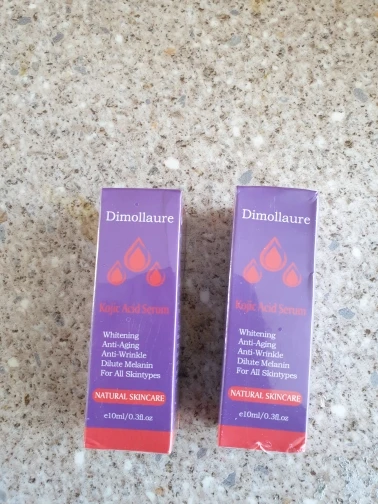 Dimollaure
Kojic Acid Serum
Whitening
Anti-Aging
Anti-Wrinkle
Dilute Melanin
For All Skintypes
NATURAL SKINCARE
e10ml/0.3fl.oz
Dimollaure
Kojic Acid Serum
Whitening
Anti-Aging
Anti-Wrinkle
Dilute Melanin
For All Skintypes
NATURAL SKINCARE
e10ml/0.3fl.oz